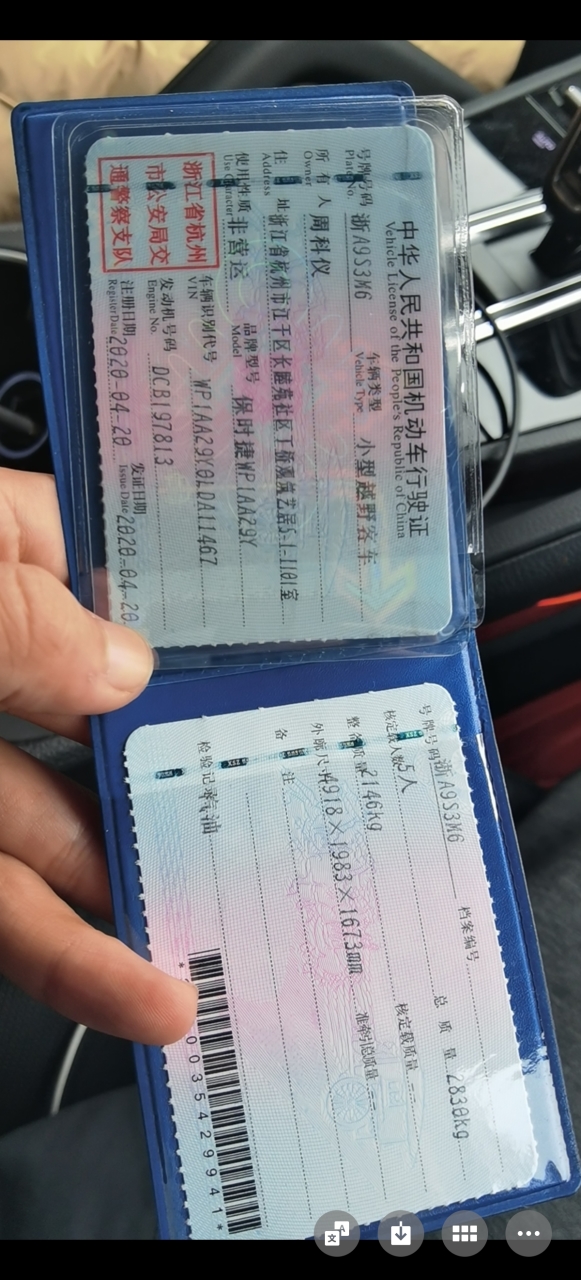 中华人民共和国机动车行驶证
Vehicle License of the People's Republic of China
号牌号码 浙A9S3M6 车辆类型 小型越野客车
Plate No. Vehicle Type
所有人 周科仪
Owner
住址 浙江省杭州市江干区
Address
使用性质 非营运 品牌型号 保时捷WP1AA29Y
Use Character Model
浙江省杭州
市公安局交
通警察支队
车辆识别代号 WP1AA29Y0LDA11467
VIN
发动机号码 DCB197813
Engine No.
注册日期 2020-04-20 发证日期 2020-04-20
Register Date Issue Date
号牌号码 浙A9S3M6 档案编号
核定载人数 5人 总质量 2830kg
整备质量 2146kg 核定载质量 --
外廓尺寸 4918×1983×1673mm 准牵引总质量 --
备注
检验记录 汽油
0035429941*